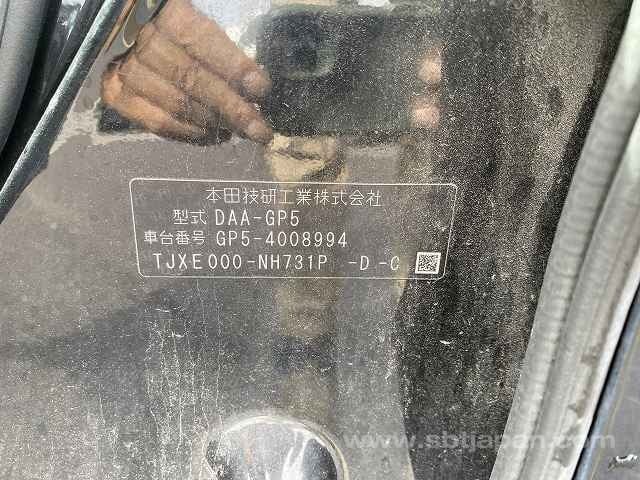 本田技研工業株式会社
型式 DAA-GP5
車台番号 GP5-4008994
TJXE000-NH731P -D -C
www.sbtjapan.com